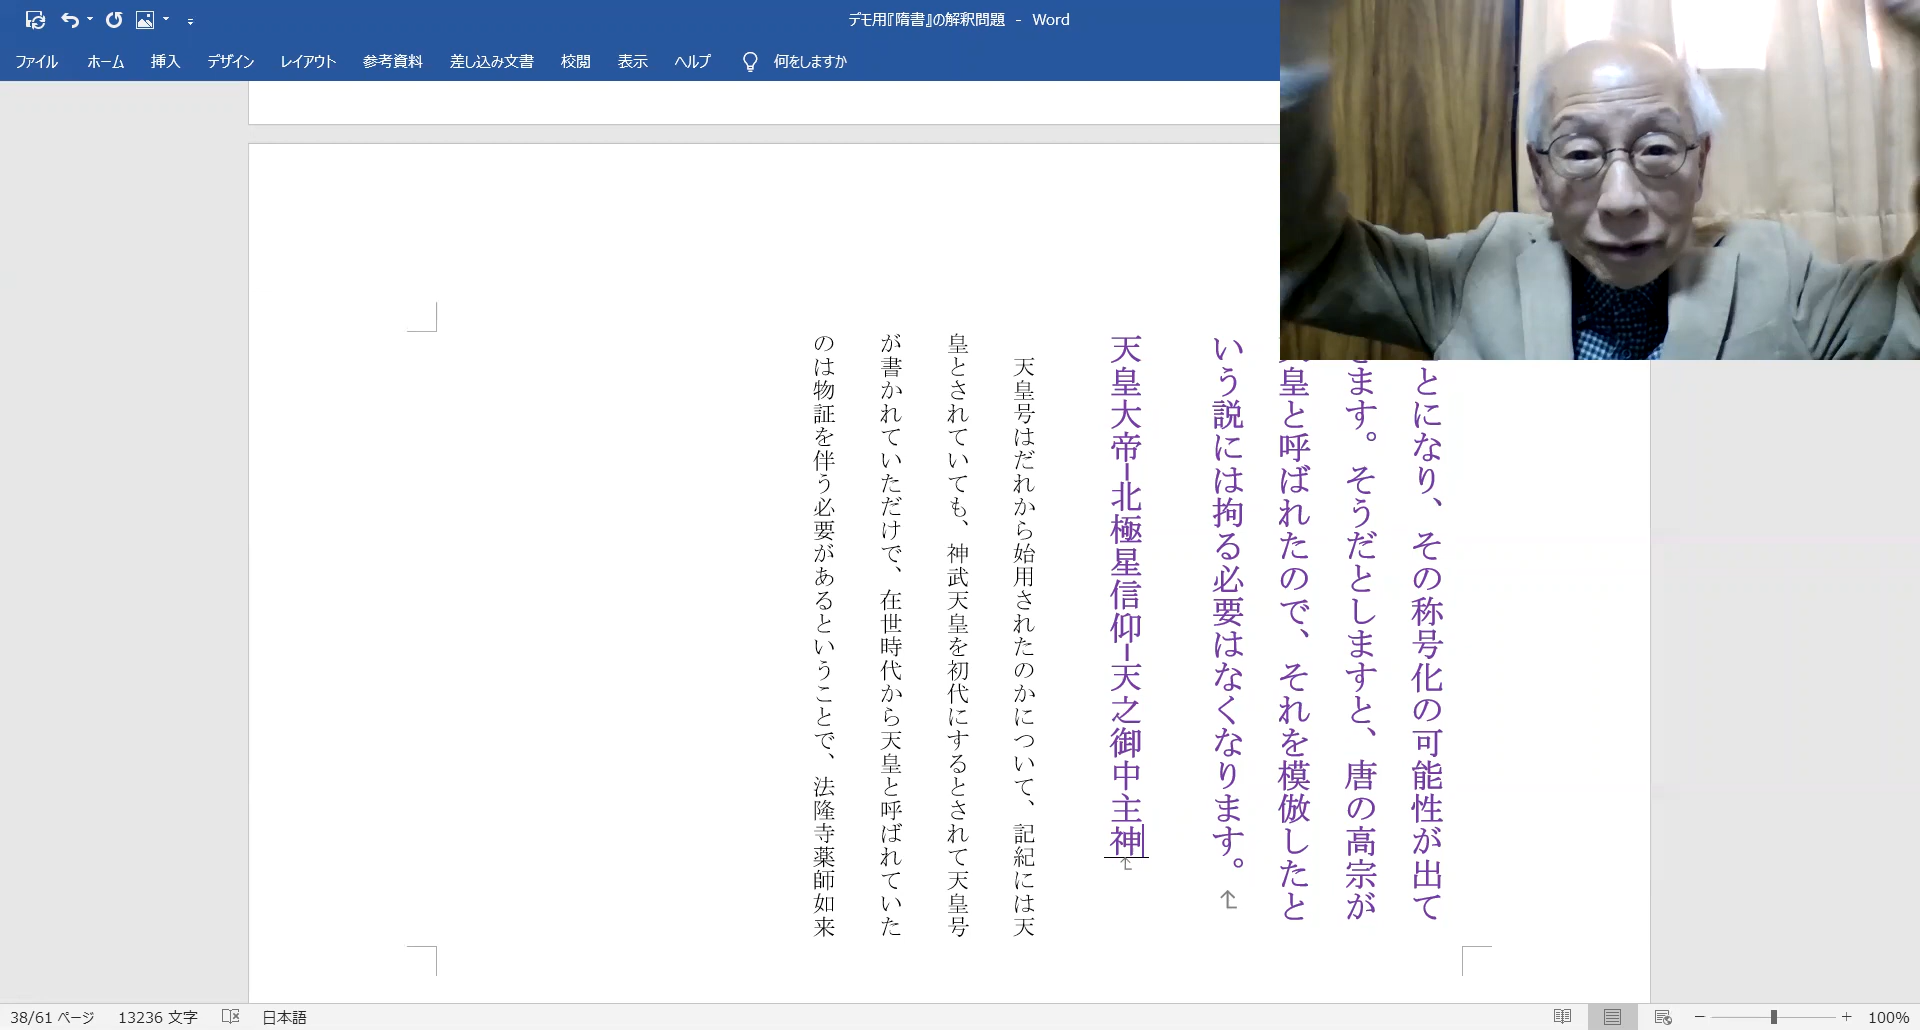 デモ用『隋書』の解釈問題 - Word
ファイル ホーム 挿入 デザイン レイアウト 参考資料 差し込み文書 校閲 表示 ヘルプ 何をしますか
とになり、その称号化の可能性が出て
きます。そうだとしますと、唐の高宗が
天皇と呼ばれたので、それを模倣したと
いう説には拘る必要はなくなります。
天皇大帝-北極星信仰-天之御中主神
天皇号はだれから始用されたのかについて、記紀には天
皇とされていても、神武天皇を初代にするとされて天皇号
が書かれていただけで、在世時代から天皇と呼ばれていた
のは物証を伴う必要があるということで、法隆寺薬師如来
38/61 ページ 13236 文字 日本語 100%